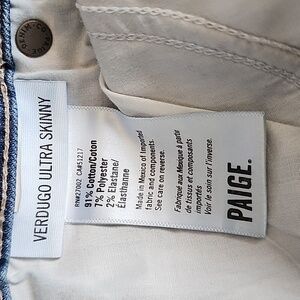 VERDUGO ULTRA SKINNY
RN#27002 CA#51217
91% Cotton/Coton
7% Polyester
2% Elastane/
Élasthanne
Made in Mexico of imported
fabric and components.
See care on reverse.
Fabriqué aux Mexique à partir
de tissus et composants
importés
Voir le soin sur l'inverse.
PAIGE.